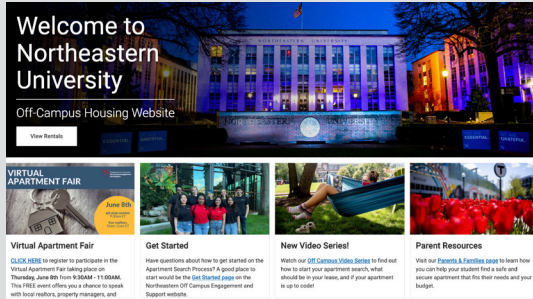 Welcome to
Northeastern
University
Off-Campus Housing Website
View Rentals
NORTHEASTERN UNIVERSITY
NORTHEASTERN UNIVERSITY
ESSENTIAL
GRATEFUL
VIRTUAL
APARTMENT FAIR
June 8th
Virtual Apartment Fair
CLICK HERE to register to participate in the
Virtual Apartment Fair taking place on
Thursday, June 8th from 9:30AM - 11:00AM.
This FREE event offers you a chance to speak
with local realtors, property managers, and
Get Started
Have questions about how to get started on the
Apartment Search Process? A good place to
start would be the Get Started page on the
Northeastern Off Campus Engagement and
Support website.
New Video Series!
Watch our Off Campus Video Series to find out
how to start your apartment search, what
should be in your lease, and if your apartment
is up to code!
T
Parent Resources
Visit our Parents & Families page to learn how
you can help your student find a safe and
secure apartment that fits their needs and your
budget.